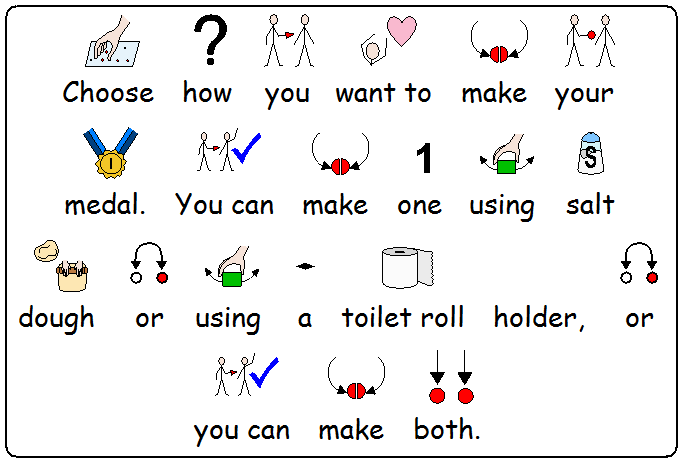 Choose how you want to make your
medal. You can make one using salt
dough or using a toilet roll holder, or
you can make both.